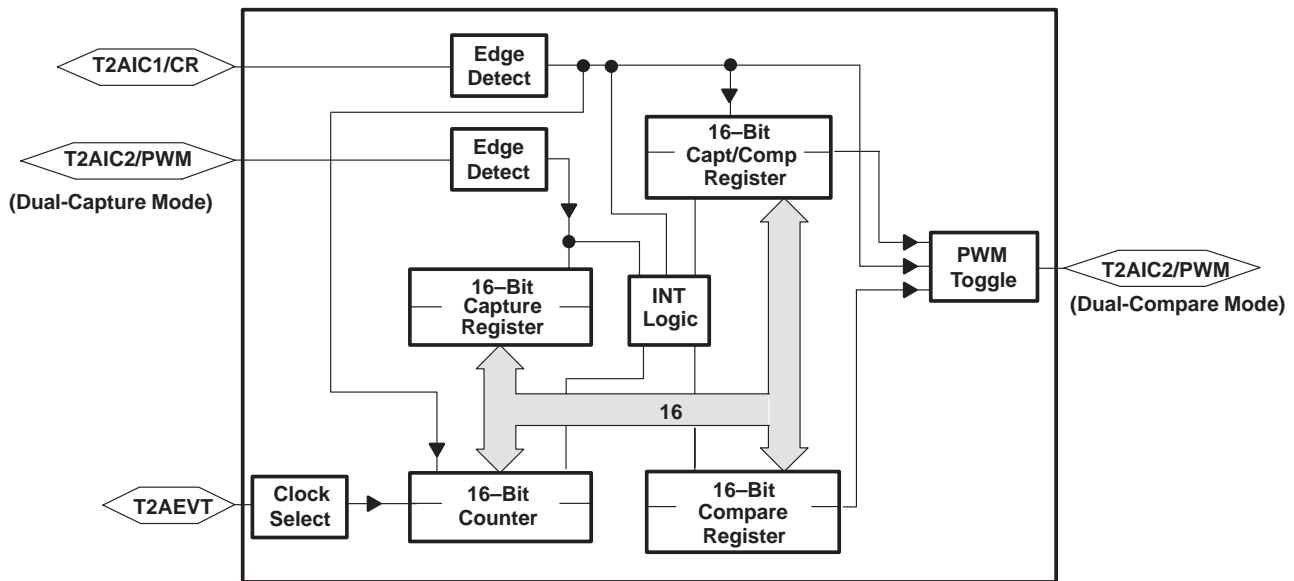 T2AIC1/CR
Edge
Detect
16–Bit
Capt/Comp
Register
T2AIC2/PWM
(Dual-Capture Mode)
Edge
Detect
PWM
Toggle
T2AIC2/PWM
(Dual-Compare Mode)
16–Bit
Capture
Register
INT
Logic
16
T2AEVT
Clock
Select
16–Bit
Counter
16–Bit
Compare
Register